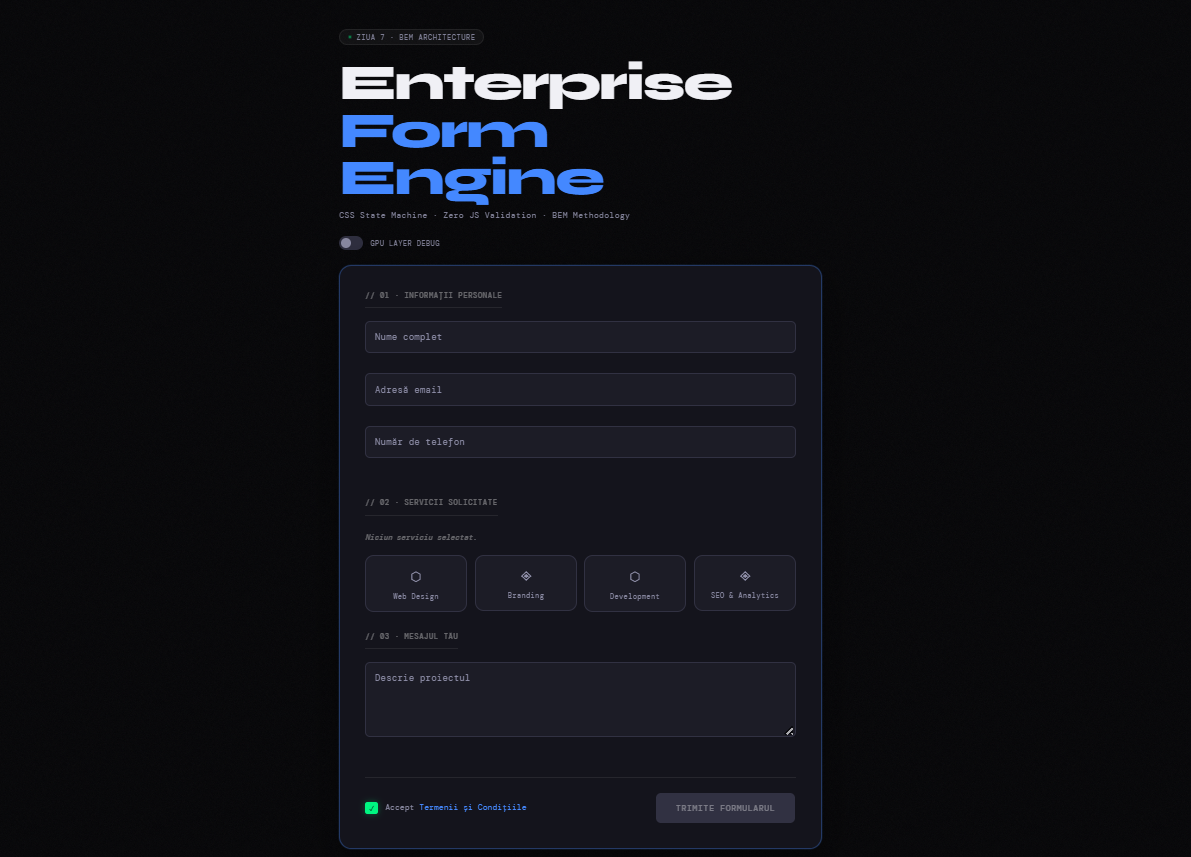 ZIUA 7 · BEM ARCHITECTURE
Enterprise
Form
Engine
CSS State Machine · Zero JS Validation · BEM Methodology
GPU LAYER DEBUG
// 01 · INFORMAȚII PERSONALE
Nume complet
Adresă email
Număr de telefon
// 02 · SERVICII SOLICITATE
Niciun serviciu selectat.
Web Design
Branding
Development
SEO & Analytics
// 03 · MESAJUL TĂU
Descrie proiectul
Accept Termenii și Condițiile
TRIMITE FORMULARUL